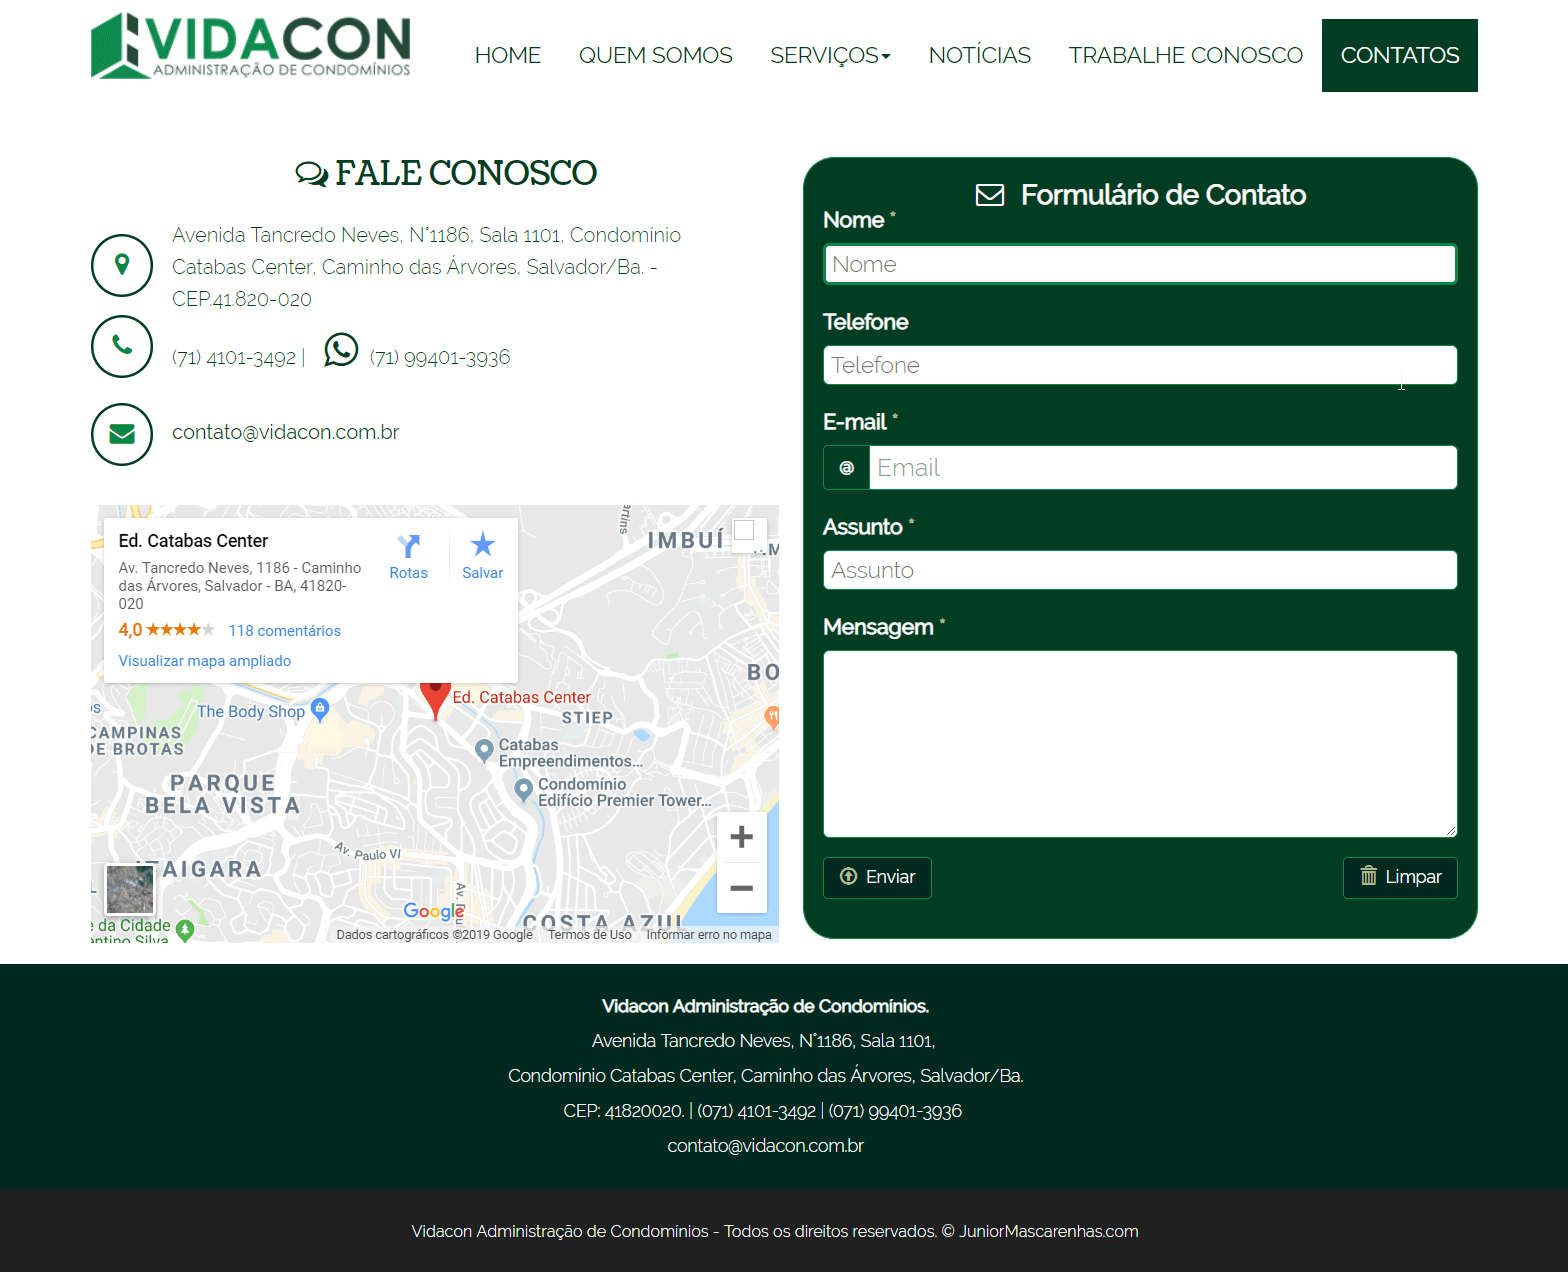 VIDACON
ADMINISTRAÇÃO DE CONDOMÍNIOS
HOME
QUEM SOMOS
SERVIÇOS
NOTÍCIAS
TRABALHE CONOSCO
CONTATOS
FALE CONOSCO
Avenida Tancredo Neves, N°1186, Sala 1101, Condomínio
Catabas Center, Caminho das Árvores, Salvador/Ba. -
CEP.41.820-020
(71) 4101-3492 | (71) 99401-3936
contato@vidacon.com.br
Ed. Catabas Center
Av. Tancredo Neves, 1186 - Caminho
das Árvores, Salvador - BA, 41820-
020
4,0 118 comentários
Visualizar mapa ampliado
Rotas
Salvar
IMBUÍ
BO
Ed. Catabas Center
The Body Shop
STIEP
CAMPINAS
DE BROTAS
Catabas
Empreendimentos...
Condomínio
Edifício Premier Tower...
PARQUE
BELA VISTA
Av. Paulo VI
ITAIGARA
COSTA AZUL
e da Cidade
entino Silva
Google
Dados cartográficos ©2019 Google
Termos de Uso
Informar erro no mapa
Formulário de Contato
Nome *
Nome
Telefone
Telefone
E-mail *
@ Email
Assunto *
Assunto
Mensagem *
Enviar
Limpar
Vidacon Administração de Condomínios.
Avenida Tancredo Neves, N°1186, Sala 1101,
Condomínio Catabas Center, Caminho das Árvores, Salvador/Ba.
CEP: 41820020. | (071) 4101-3492 | (071) 99401-3936
contato@vidacon.com.br
Vidacon Administração de Condomínios - Todos os direitos reservados. © JuniorMascarenhas.com